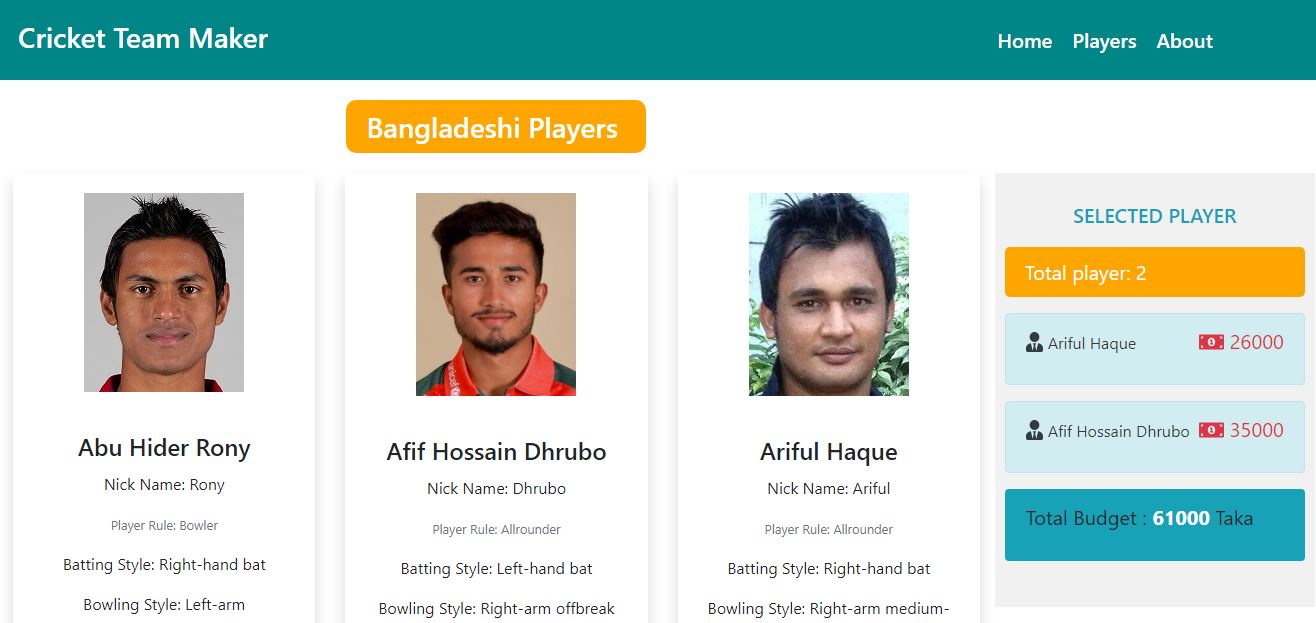 Cricket Team Maker
Home Players About
Bangladeshi Players
Abu Hider Rony
Nick Name: Rony
Player Rule: Bowler
Batting Style: Right-hand bat
Bowling Style: Left-arm
Afif Hossain Dhrubo
Nick Name: Dhrubo
Player Rule: Allrounder
Batting Style: Left-hand bat
Bowling Style: Right-arm offbreak
unicef
Ariful Haque
Nick Name: Ariful
Player Rule: Allrounder
Batting Style: Right-hand bat
Bowling Style: Right-arm medium-
SELECTED PLAYER
Total player: 2
Ariful Haque 26000
Afif Hossain Dhrubo 35000
Total Budget : 61000 Taka